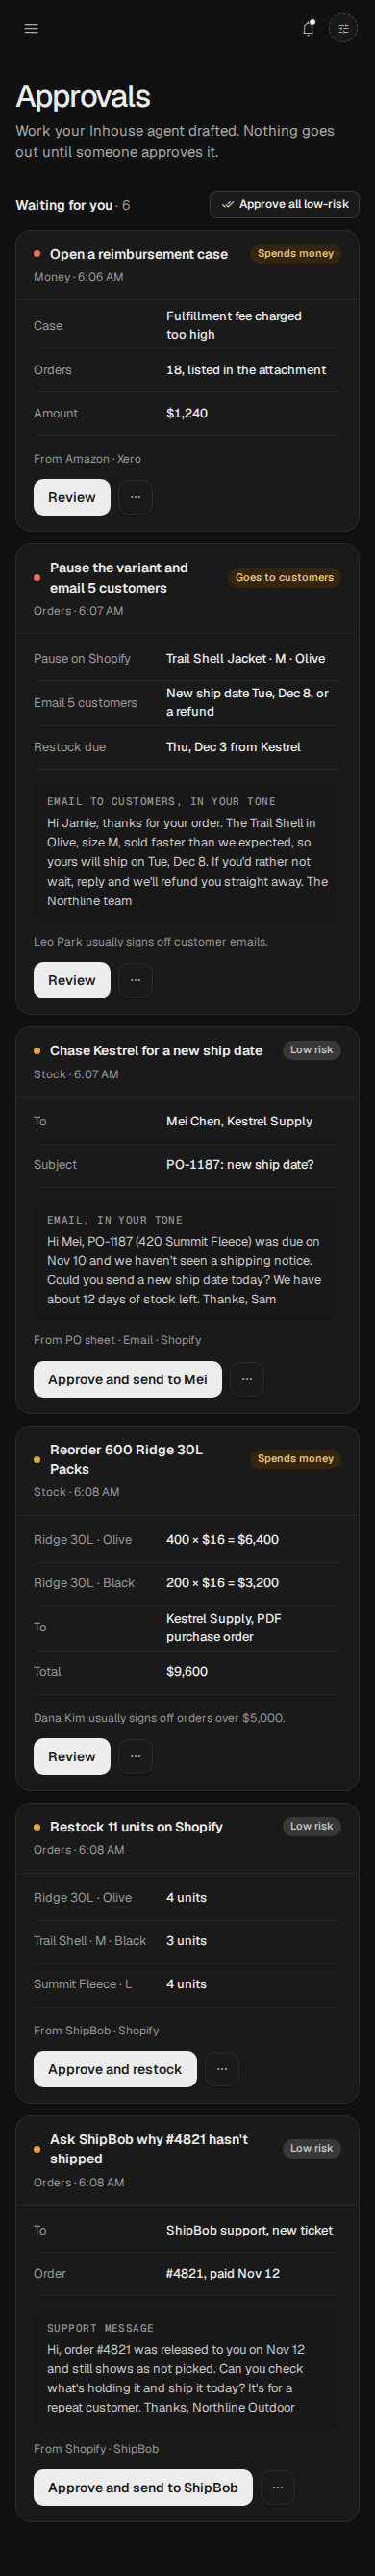 Approvals
Work your Inhouse agent drafted. Nothing goes
out until someone approves it.
Waiting for you · 6
Approve all low-risk
Open a reimbursement case
Spends money
Money · 6:06 AM
Case
Fulfillment fee charged
too high
Orders
18, listed in the attachment
Amount
$1,240
From Amazon · Xero
Review
Pause the variant and
email 5 customers
Goes to customers
Orders · 6:07 AM
Pause on Shopify
Trail Shell Jacket · M · Olive
Email 5 customers
New ship date Tue, Dec 8, or
a refund
Restock due
Thu, Dec 3 from Kestrel
EMAIL TO CUSTOMERS, IN YOUR TONE
Hi Jamie, thanks for your order. The Trail Shell in
Olive, size M, sold faster than we expected, so
yours will ship on Tue, Dec 8. If you'd rather not
wait, reply and we'll refund you straight away. The
Northline team
Leo Park usually signs off customer emails.
Review
Chase Kestrel for a new ship date
Low risk
Stock · 6:07 AM
To
Mei Chen, Kestrel Supply
Subject
PO-1187: new ship date?
EMAIL, IN YOUR TONE
Hi Mei, PO-1187 (420 Summit Fleece) was due on
Nov 10 and we haven't seen a shipping notice.
Could you send a new ship date today? We have
about 12 days of stock left. Thanks, Sam
From PO sheet · Email · Shopify
Approve and send to Mei
Reorder 600 Ridge 30L
Packs
Spends money
Stock · 6:08 AM
Ridge 30L · Olive
400 × $16 = $6,400
Ridge 30L · Black
200 × $16 = $3,200
To
Kestrel Supply, PDF
purchase order
Total
$9,600
Dana Kim usually signs off orders over $5,000.
Review
Restock 11 units on Shopify
Low risk
Orders · 6:08 AM
Ridge 30L · Olive
4 units
Trail Shell · M · Black
3 units
Summit Fleece · L
4 units
From ShipBob · Shopify
Approve and restock
Ask ShipBob why #4821 hasn't
shipped
Low risk
Orders · 6:08 AM
To
ShipBob support, new ticket
Order
#4821, paid Nov 12
SUPPORT MESSAGE
Hi, order #4821 was released to you on Nov 12
and still shows as not picked. Can you check
what's holding it and ship it today? It's for a
repeat customer. Thanks, Northline Outdoor
From Shopify · ShipBob
Approve and send to ShipBob